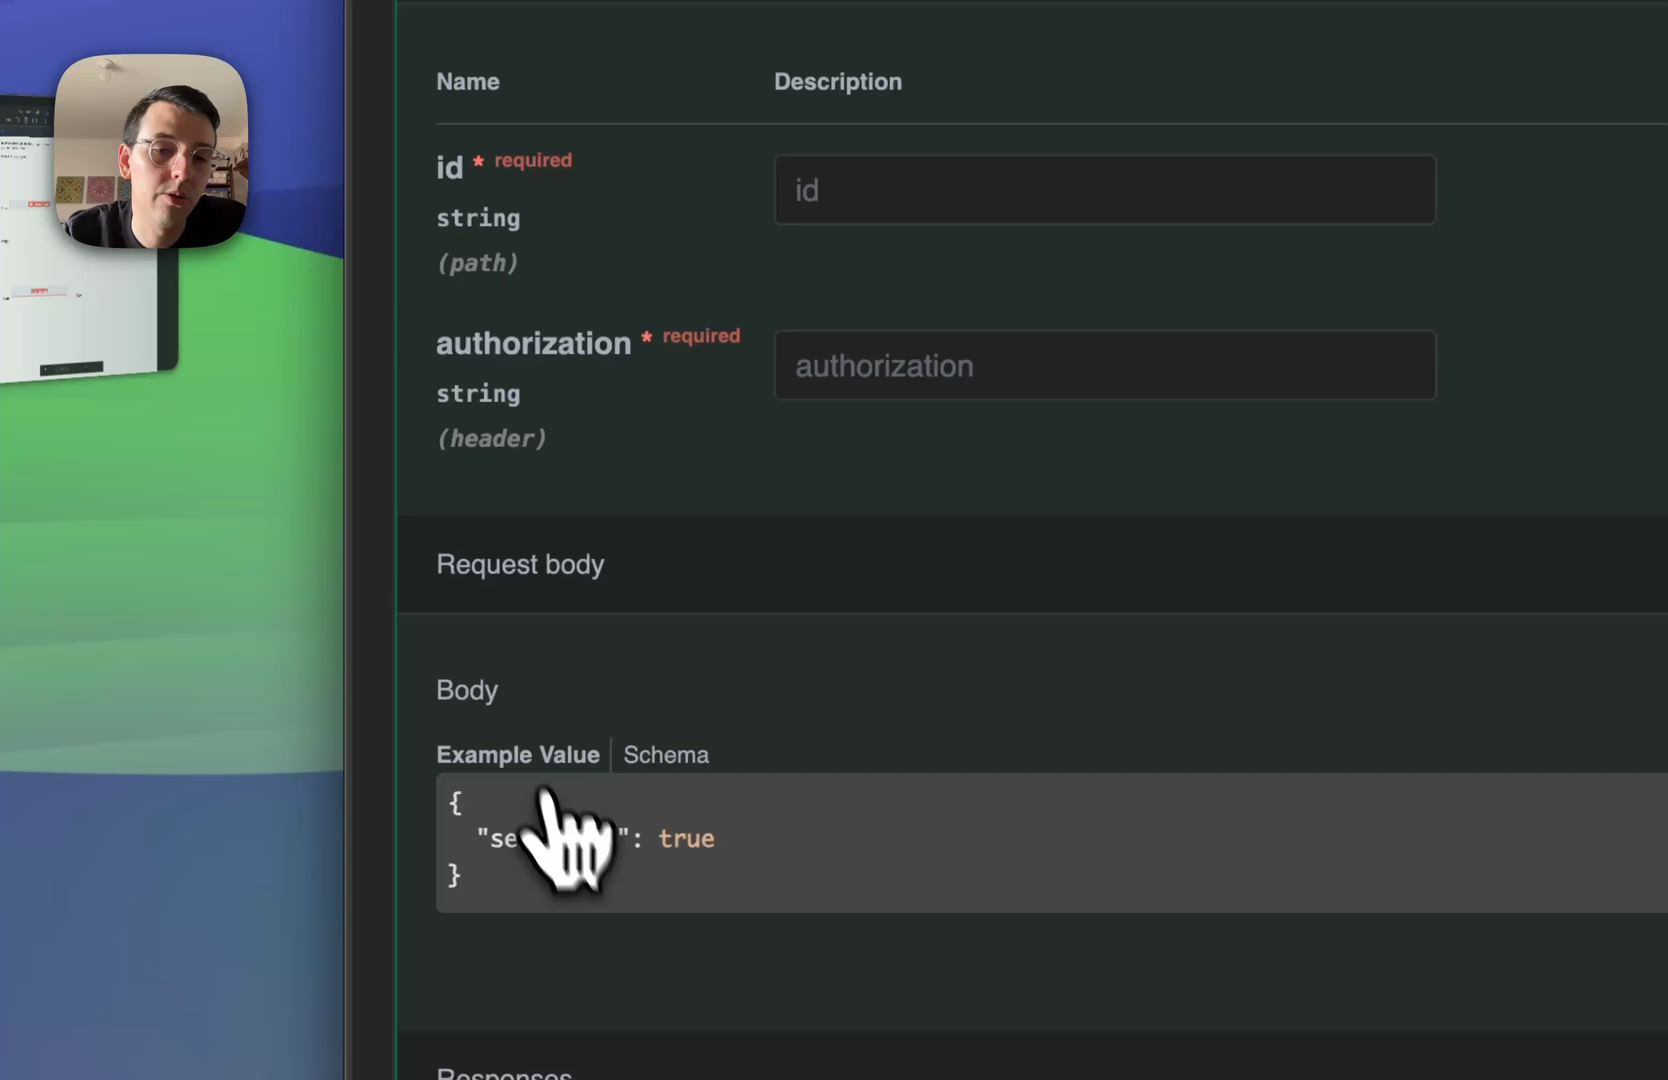 Name Description
id * required
id
string
(path)
authorization * required
authorization
string
(header)
Request body
Body
Example Value Schema
{
": true
}
Responses